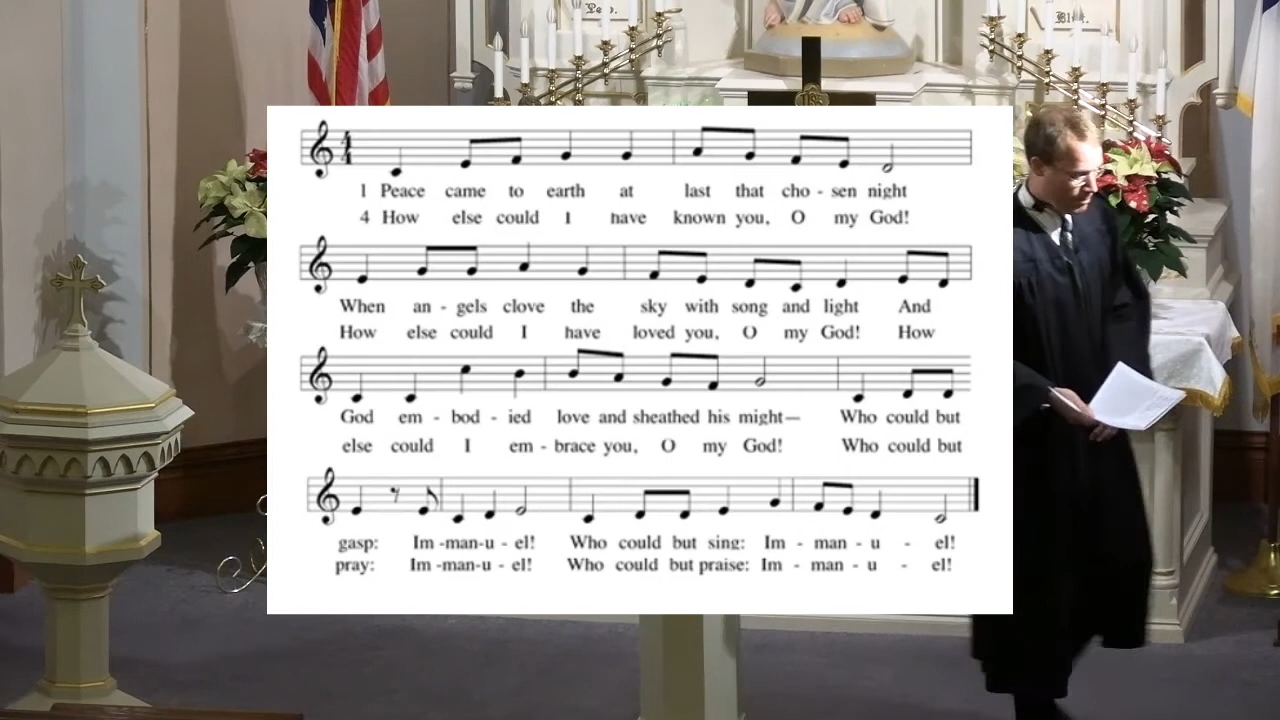 1 Peace came to earth at last that cho - sen night
4 How else could I have known you, O my God!
When an - gels clove the sky with song and light And
How else could I have loved you, O my God! How
God em - bod - ied love and sheathed his might— Who could but
else could I em - brace you, O my God! Who could but
gasp: Im - man - u - el! Who could but sing: Im - man - u - el!
pray: Im - man - u - el! Who could but praise: Im - man - u - el!